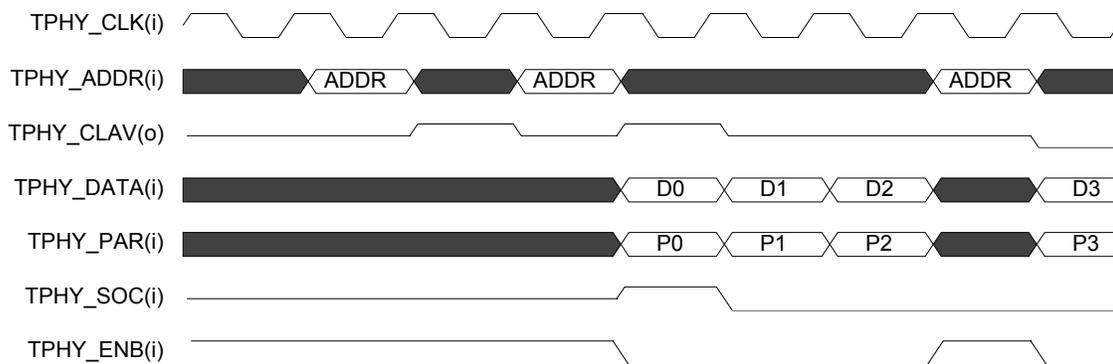 TPHY_CLK(i)
TPHY_ADDR(i) ADDR ADDR ADDR
TPHY_CLAV(o)
TPHY_DATA(i) D0 D1 D2 D3
TPHY_PAR(i) P0 P1 P2 P3
TPHY_SOC(i)
TPHY_ENB(i)